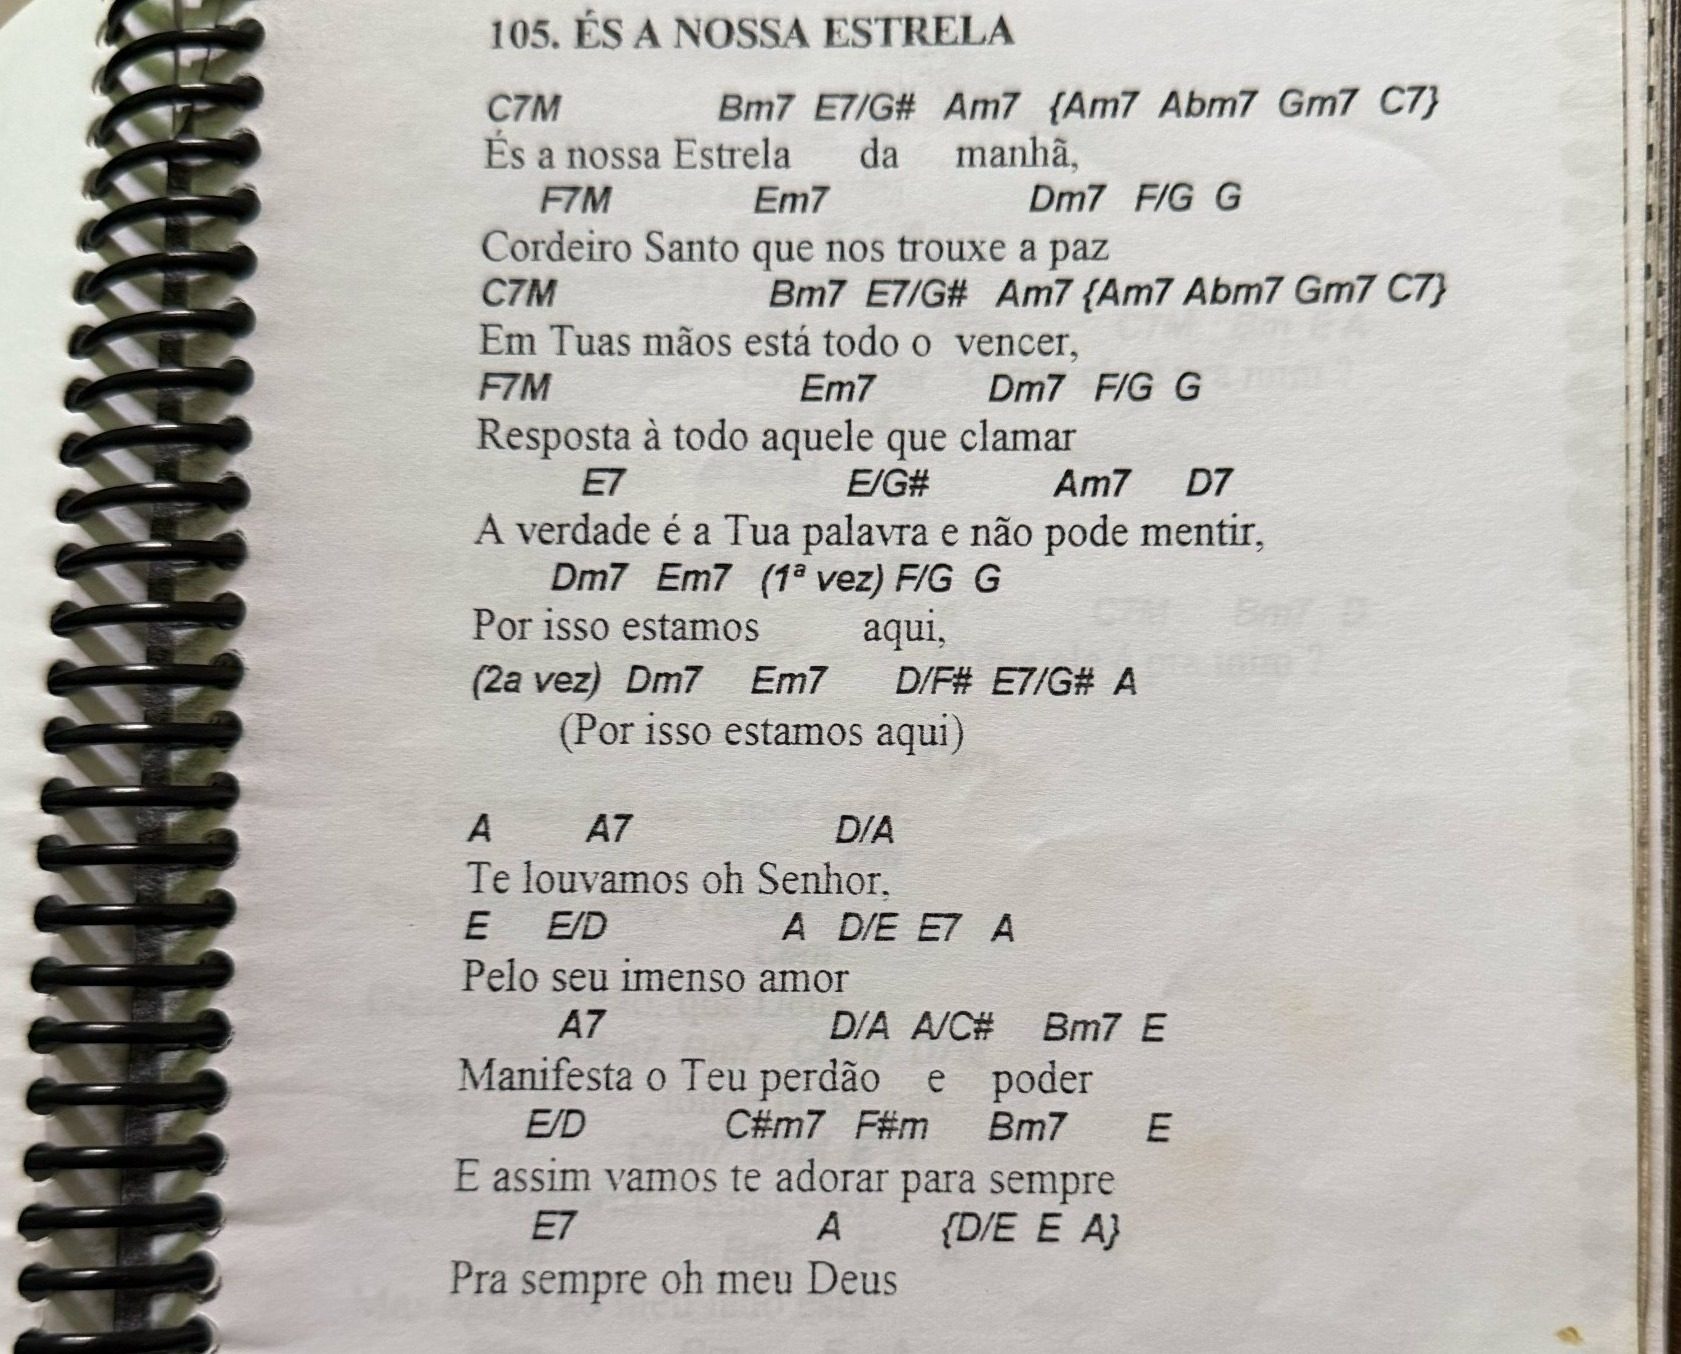 105. ÉS A NOSSA ESTRELA
C7M Bm7 E7/G# Am7 {Am7 Abm7 Gm7 C7}
És a nossa Estrela da manhã,
F7M Em7 Dm7 F/G G
Cordeiro Santo que nos trouxe a paz
C7M Bm7 E7/G# Am7 {Am7 Abm7 Gm7 C7}
Em Tuas mãos está todo o vencer,
F7M Em7 Dm7 F/G G
Resposta à todo aquele que clamar
E7 E/G# Am7 D7
A verdade é a Tua palavra e não pode mentir,
Dm7 Em7 (1ª vez) F/G G
Por isso estamos aqui,
(2a vez) Dm7 Em7 D/F# E7/G# A
(Por isso estamos aqui)
A A7 D/A
Te louvamos oh Senhor,
E E/D A D/E E7 A
Pelo seu imenso amor
A7 D/A A/C# Bm7 E
Manifesta o Teu perdão e poder
E/D C#m7 F#m Bm7 E
E assim vamos te adorar para sempre
E7 A {D/E E A}
Pra sempre oh meu Deus